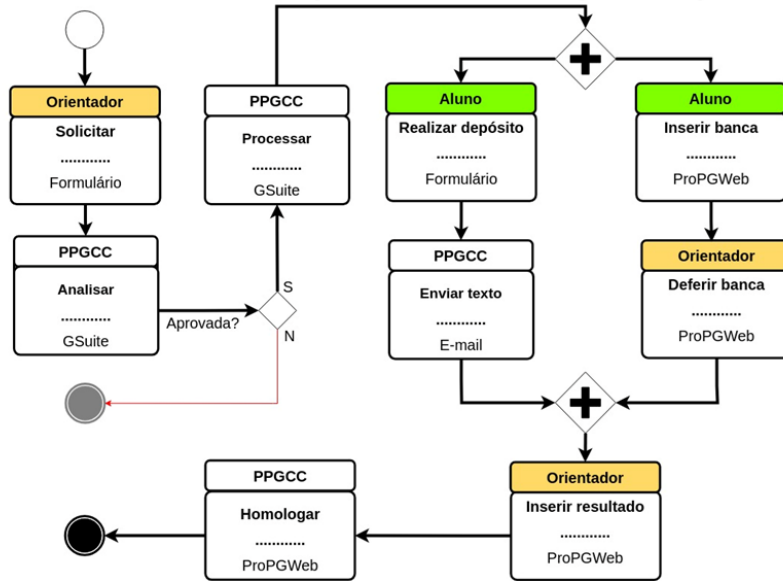 Orientador
Solicitar
............
Formulário
PPGCC
Analisar
............
GSuite
Aprovada?
S
N
PPGCC
Processar
............
GSuite
Aluno
Realizar depósito
............
Formulário
PPGCC
Enviar texto
............
E-mail
Aluno
Inserir banca
............
ProPGWeb
Orientador
Deferir banca
............
ProPGWeb
Orientador
Inserir resultado
............
ProPGWeb
PPGCC
Homologar
............
ProPGWeb